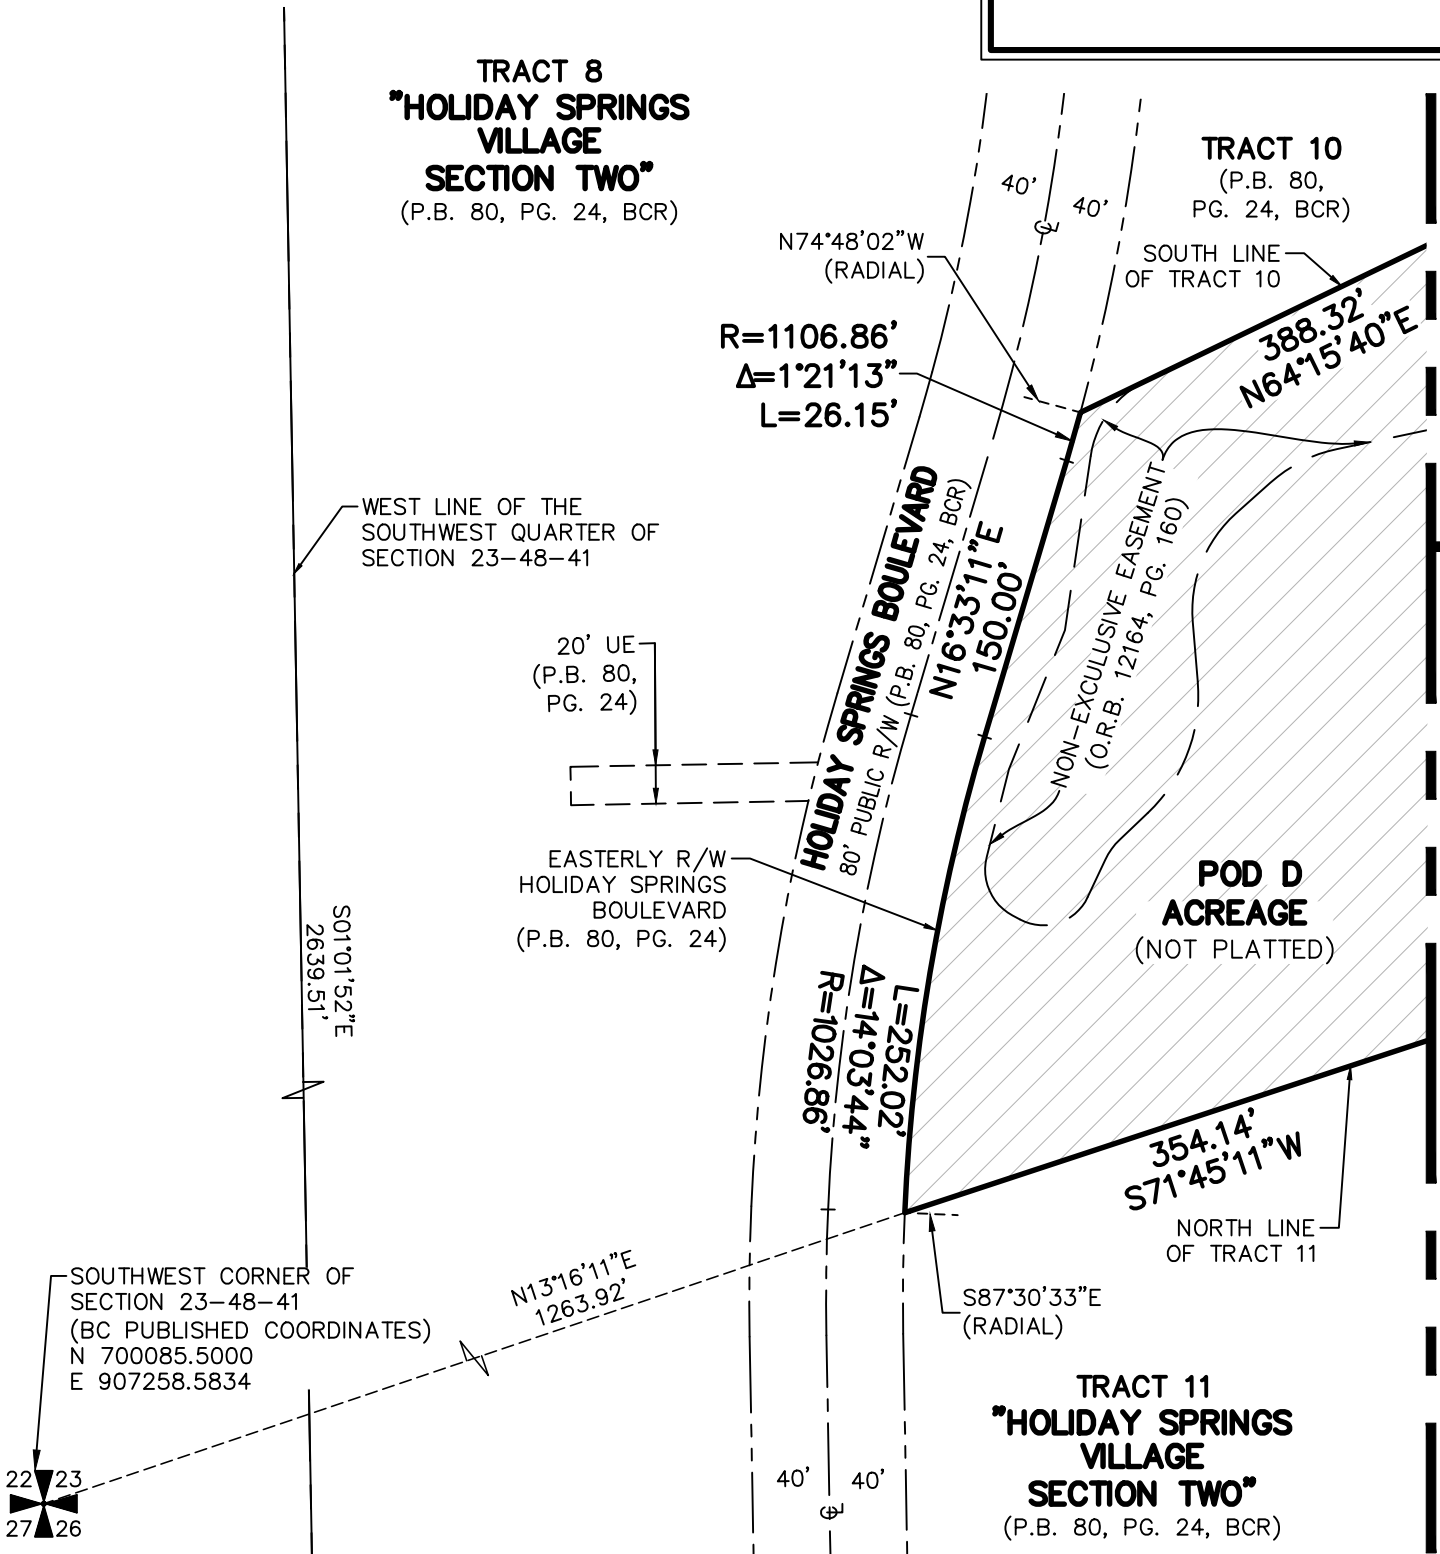 TRACT 8
"HOLIDAY SPRINGS
VILLAGE
SECTION TWO"
(P.B. 80, PG. 24, BCR)
TRACT 10
(P.B. 80,
PG. 24, BCR)
40'
40'
℄
N74°48'02"W
(RADIAL)
SOUTH LINE
OF TRACT 10
388.32'
N64°15'40"E
R=1106.86'
Δ=1°21'13"
L=26.15'
WEST LINE OF THE
SOUTHWEST QUARTER OF
SECTION 23-48-41
HOLIDAY SPRINGS BOULEVARD
80' PUBLIC R/W (P.B. 80, PG. 24, BCR)
N16°33'11"E
150.00'
NON-EXCULUSIVE EASEMENT
(O.R.B. 12164, PG. 160)
20' UE
(P.B. 80,
PG. 24)
EASTERLY R/W
HOLIDAY SPRINGS
BOULEVARD
(P.B. 80, PG. 24)
POD D
ACREAGE
(NOT PLATTED)
S01°01'52"E
2639.51'
L=252.02'
Δ=14°03'44"
R=1026.86'
354.14'
S71°45'11"W
NORTH LINE
OF TRACT 11
N13°16'11"E
1263.92'
S87°30'33"E
(RADIAL)
SOUTHWEST CORNER OF
SECTION 23-48-41
(BC PUBLISHED COORDINATES)
N 700085.5000
E 907258.5834
22 23
27 26
TRACT 11
"HOLIDAY SPRINGS
VILLAGE
SECTION TWO"
(P.B. 80, PG. 24, BCR)
40'
40'
℄